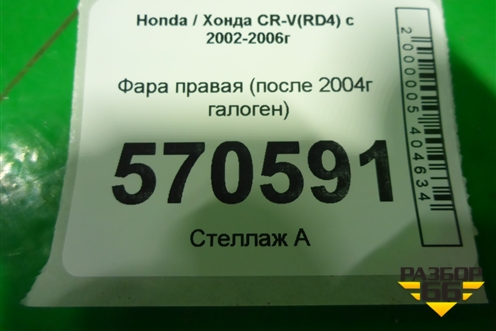 Honda / Хонда CR-V(RD4) с
2002-2006г
Фара правая (после 2004г
галоген)
570591
Стеллаж А
2000005404634
РАЗБОР
66